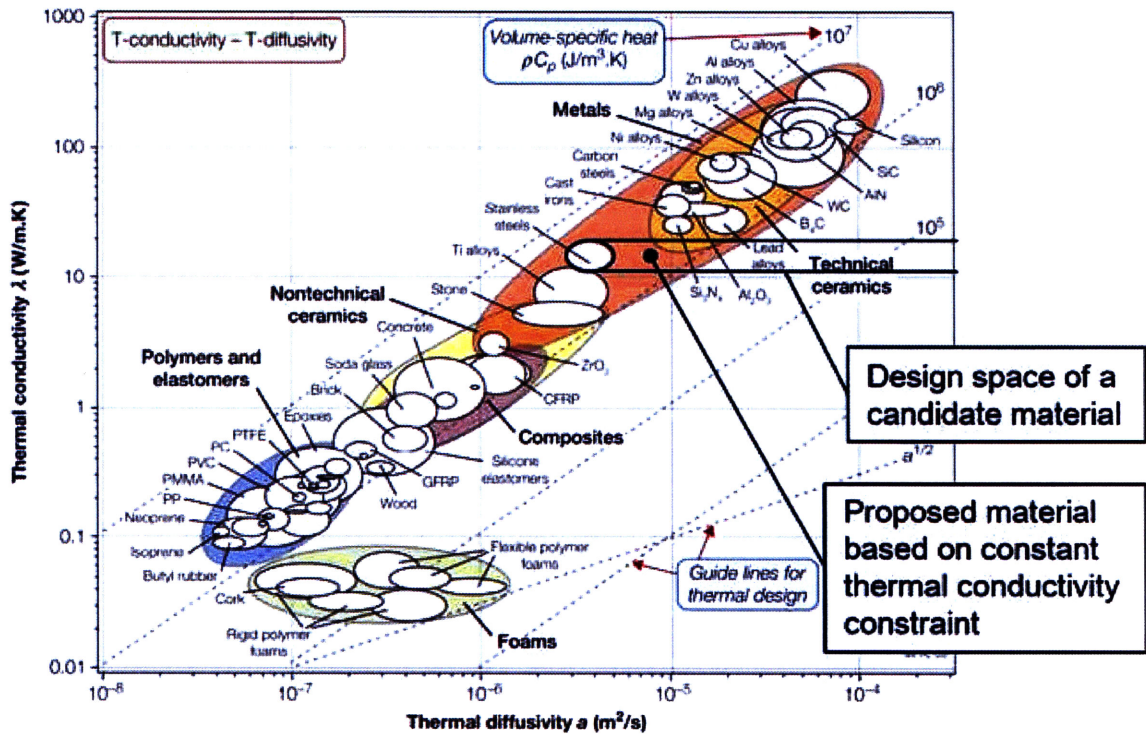 1000
100
10
1
0.1
0.01
Thermal conductivity λ (W/m.K)
T-conductivity – T-diffusivity
Volume-specific heat
ρCp (J/m³.K)
10⁷
10⁶
10⁵
a^1/2
Cu alloys
Al alloys
Zn alloys
W alloys
Mg alloys
Metals
Ni alloys
Carbon
steels
Cast
irons
Stainless
steels
Ti alloys
Stone
Silicon
SiC
AlN
WC
B₄C
Lead
alloys
Technical
ceramics
Al₂O₃
Si₃N₄
Nontechnical
ceramics
Concrete
Soda glass
Brick
ZrO₂
CFRP
Composites
Polymers and
elastomers
Epoxies
PTFE
PC
PVC
PMMA
PP
Neoprene
Isoprene
Butyl rubber
Silicone
elastomers
GFRP
Wood
Cork
Flexible polymer
foams
Rigid polymer
foams
Foams
Guide lines for
thermal design
Design space of a
candidate material
Proposed material
based on constant
thermal conductivity
constraint
10⁻⁸
10⁻⁷
10⁻⁶
10⁻⁵
10⁻⁴
Thermal diffusivity a (m²/s)